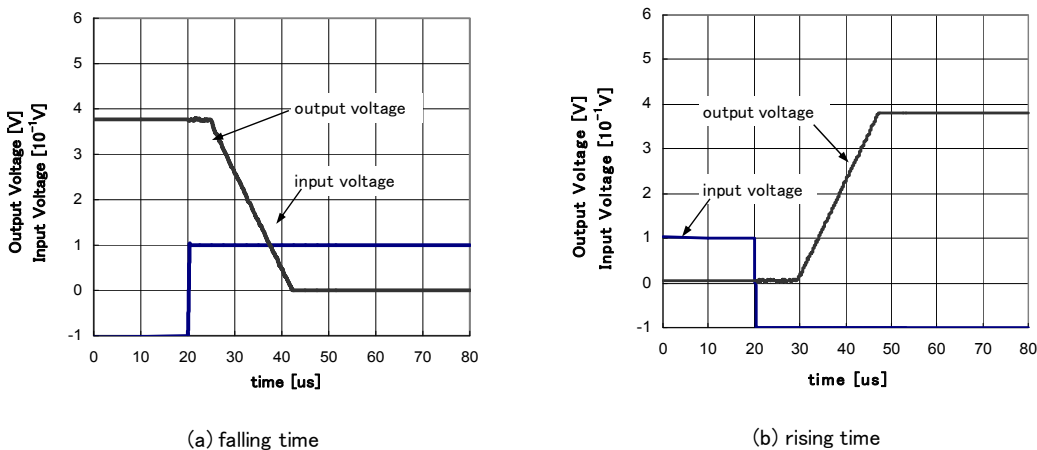 6
5
4
3
2
1
0
-1
Output Voltage [V]
Input Voltage [10⁻¹V]
output voltage
input voltage
0 10 20 30 40 50 60 70 80
time [us]
(a) falling time
6
5
4
3
2
1
0
-1
Output Voltage [V]
Input Voltage [10⁻¹V]
output voltage
input voltage
0 10 20 30 40 50 60 70 80
time [us]
(b) rising time